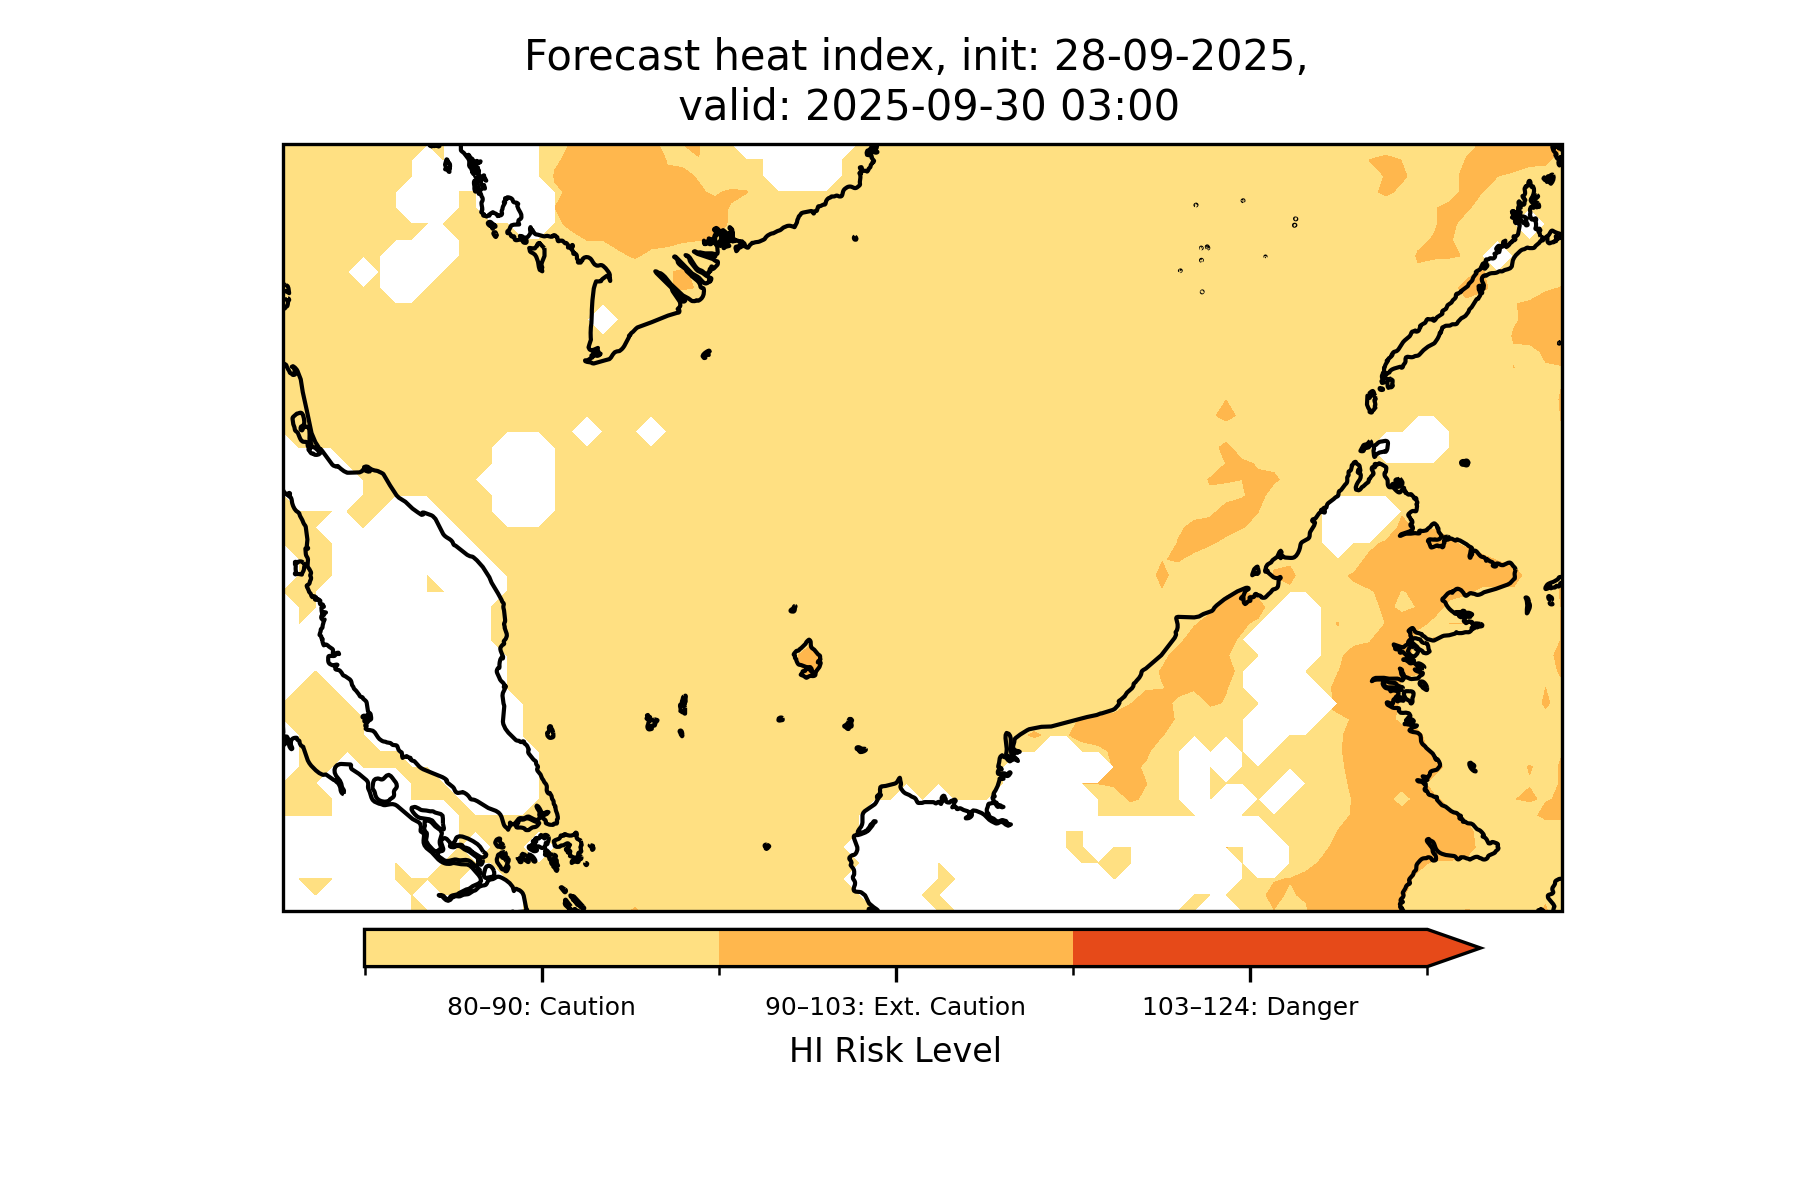 Forecast heat index, init: 28-09-2025,
valid: 2025-09-30 03:00
80–90: Caution
90–103: Ext. Caution
103–124: Danger
HI Risk Level